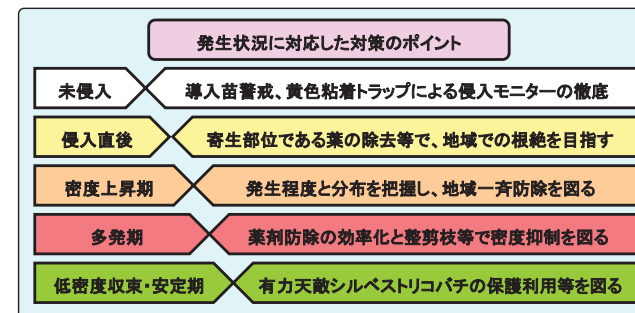 発生状況に対応した対策のポイント
未侵入
導入苗警戒、黄色粘着トラップによる侵入モニターの徹底
侵入直後
寄生部位である葉の除去等で、地域での根絶を目指す
密度上昇期
発生程度と分布を把握し、地域一斉防除を図る
多発期
薬剤防除の効率化と整剪枝等で密度抑制を図る
低密度収束・安定期
有力天敵シルベストリコバチの保護利用等を図る